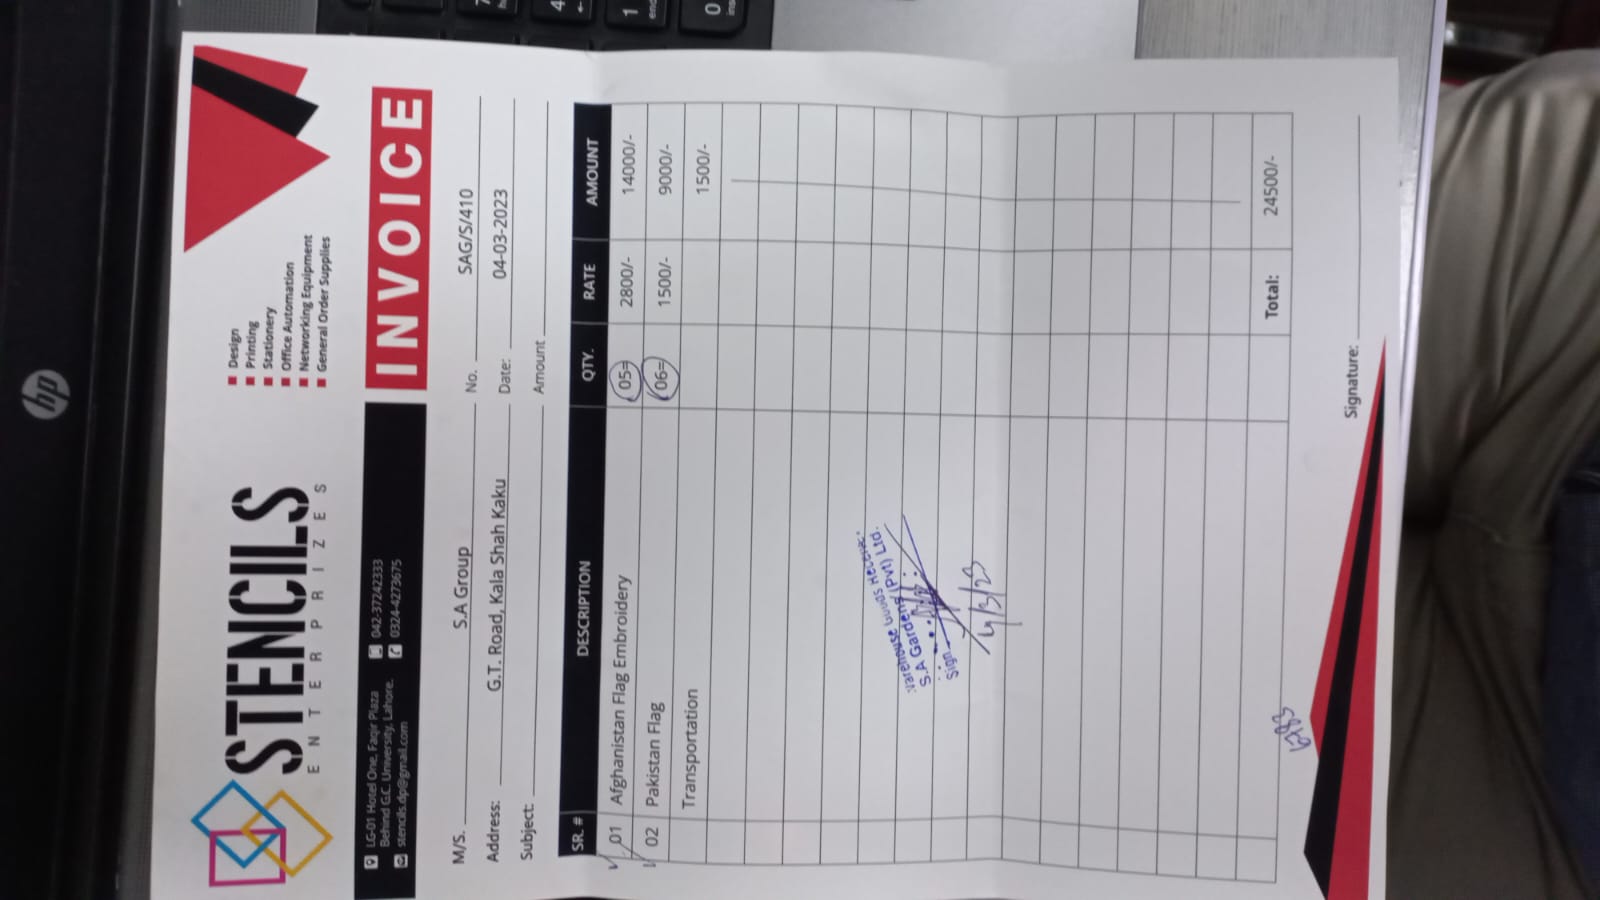 STENCILS
ENTERPRIZES
Design
Printing
Stationery
Office Automation
Networking Equipment
General Order Supplies
LG-01 Hotel One, Faqir Plaza
Behind G.C. University, Lahore.
stencils.dp@gmail.com
042-37242333
0324-4273675
INVOICE
M/S. S.A Group No. SAG/S/410
Address: G.T. Road, Kala Shah Kaku Date: 04-03-2023
Subject: Amount
SR. # DESCRIPTION QTY. RATE AMOUNT
01 Afghanistan Flag Embroidery 05= 2800/- 14000/-
02 Pakistan Flag 06= 1500/- 9000/-
Transportation 1500/-
Warehouse Goods
S.A Gardens (Pvt) Ltd.
Sign
4/3/23
Total: 24500/-
6783
Signature:
hp